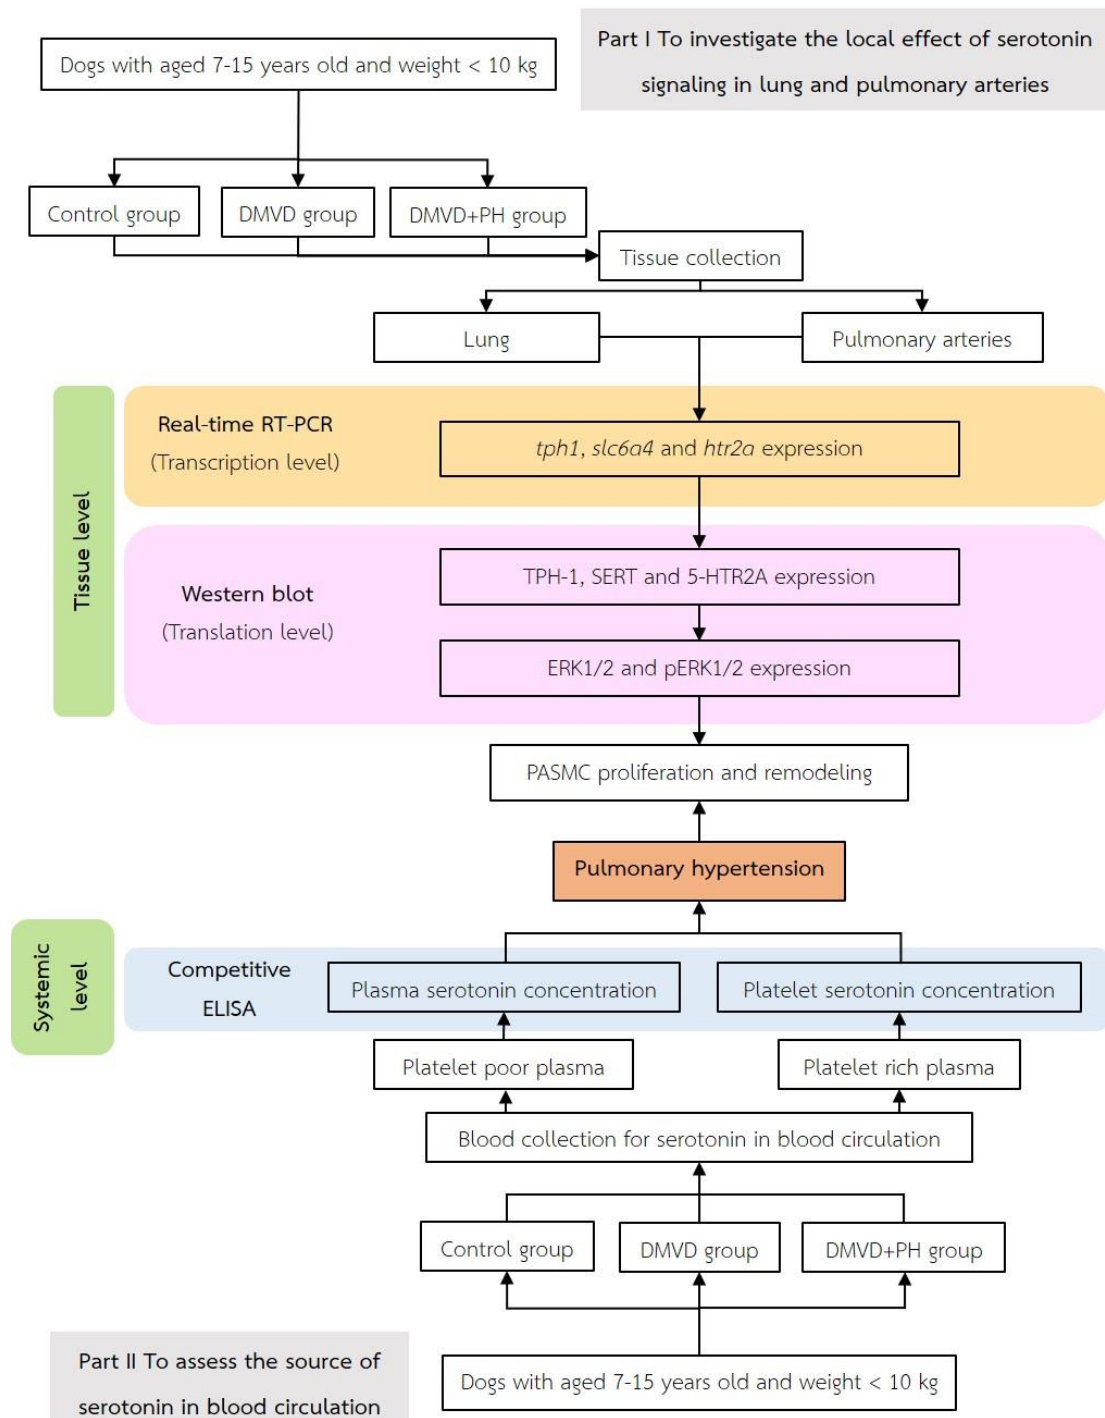 Part I To investigate the local effect of serotonin
signaling in lung and pulmonary arteries
Dogs with aged 7-15 years old and weight < 10 kg
Control group
DMVD group
DMVD+PH group
Tissue collection
Lung
Pulmonary arteries
Tissue level
Real-time RT-PCR
(Transcription level)
tph1, slc6a4 and htr2a expression
Western blot
(Translation level)
TPH-1, SERT and 5-HTR2A expression
ERK1/2 and pERK1/2 expression
PASMC proliferation and remodeling
Pulmonary hypertension
Systemic
level
Competitive
ELISA
Plasma serotonin concentration
Platelet serotonin concentration
Platelet poor plasma
Platelet rich plasma
Blood collection for serotonin in blood circulation
Control group
DMVD group
DMVD+PH group
Part II To assess the source of
serotonin in blood circulation
Dogs with aged 7-15 years old and weight < 10 kg